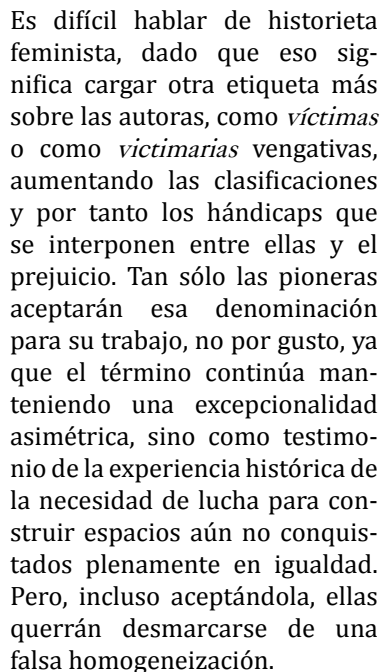 Es difícil hablar de historieta
feminista, dado que eso sig-
nifica cargar otra etiqueta más
sobre las autoras, como víctimas
o como victimarias vengativas,
aumentando las clasificaciones
y por tanto los hándicaps que
se interponen entre ellas y el
prejuicio. Tan sólo las pioneras
aceptarán esa denominación
para su trabajo, no por gusto, ya
que el término continúa man-
teniendo una excepcionalidad
asimétrica, sino como testimo-
nio de la experiencia histórica de
la necesidad de lucha para con-
struir espacios aún no conquis-
tados plenamente en igualdad.
Pero, incluso aceptándola, ellas
querrán desmarcarse de una
falsa homogeneización.